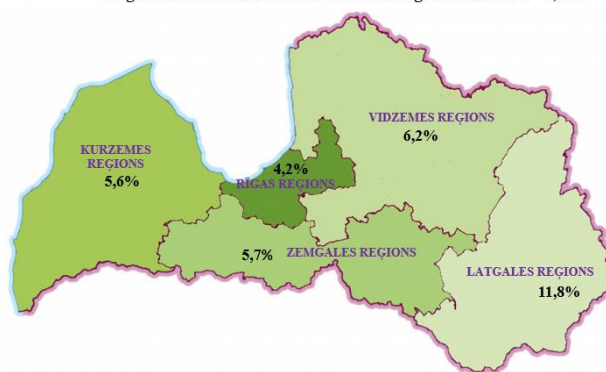 VIDZEMES REĢIONS
6,2%
KURZEMES
REĢIONS
5,6%
4,2%
RĪGAS REĢIONS
5,7%
ZEMGALES REĢIONS
LATGALES REĢIONS
11,8%